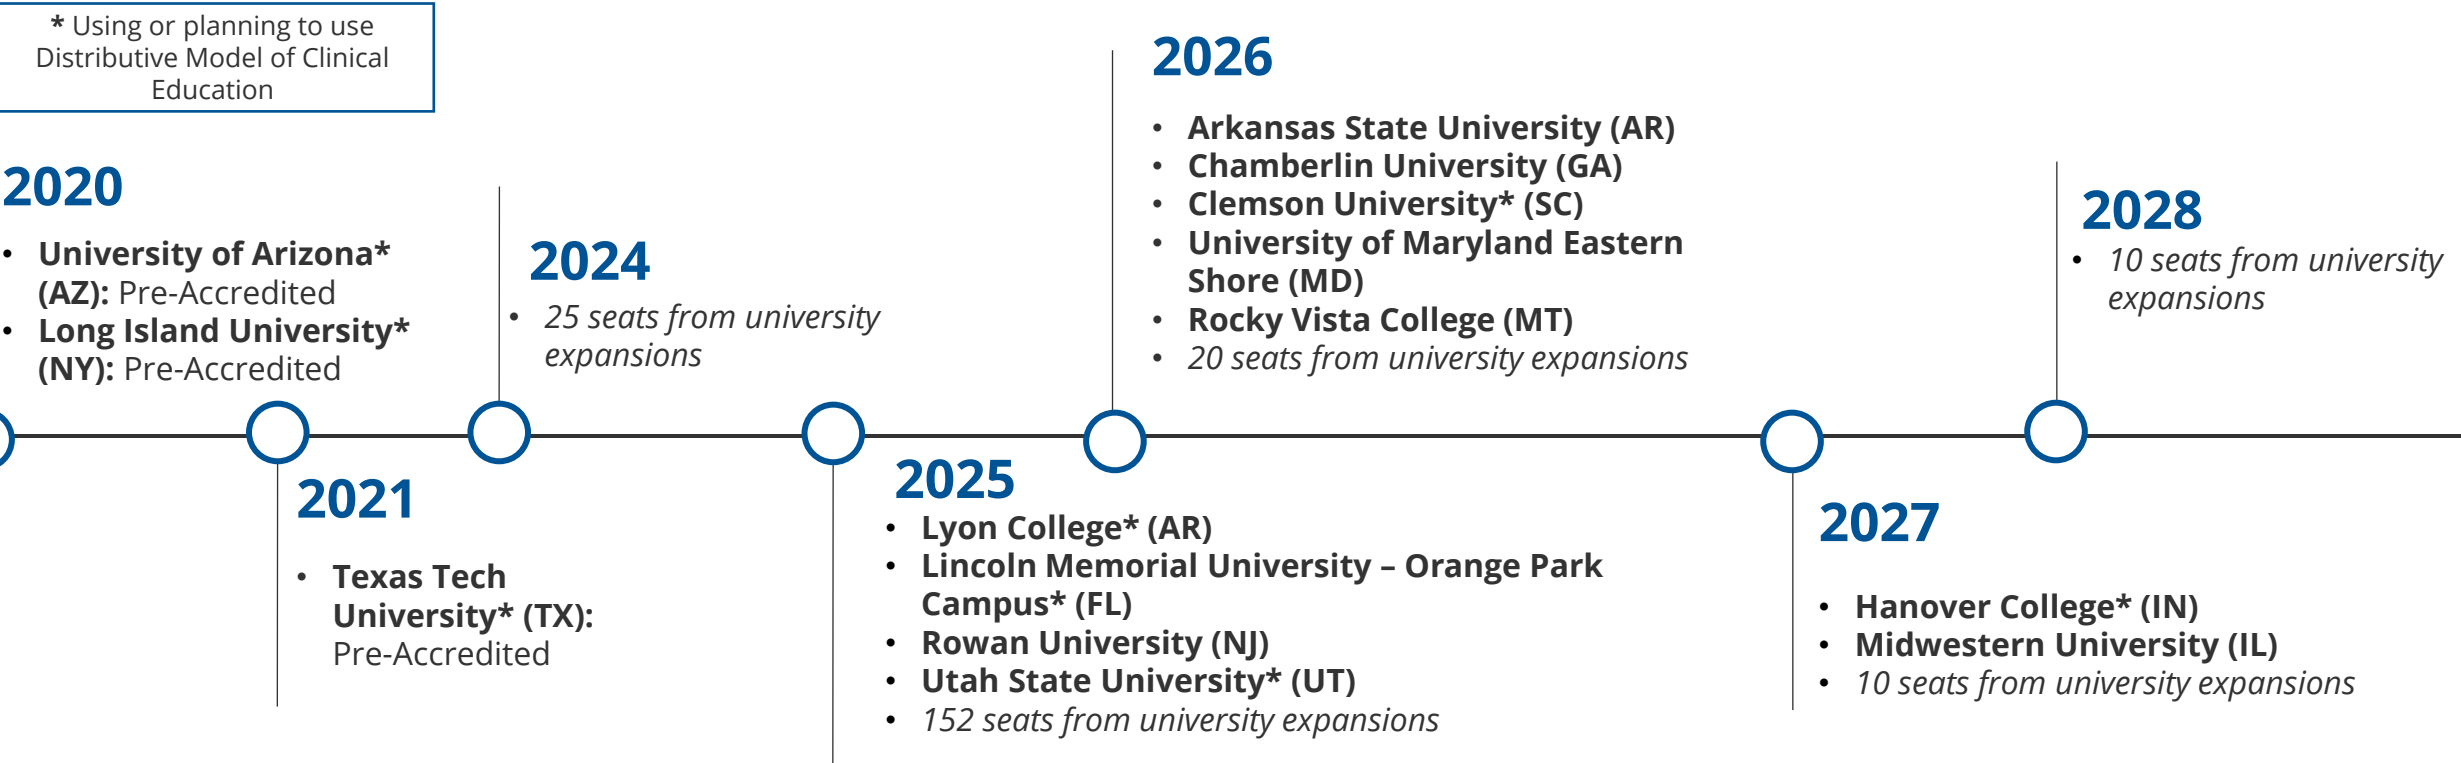 * Using or planning to use
Distributive Model of Clinical
Education
2020
• University of Arizona*
(AZ): Pre-Accredited
• Long Island University*
(NY): Pre-Accredited
2021
• Texas Tech
University* (TX):
Pre-Accredited
2024
• 25 seats from university
expansions
2025
• Lyon College* (AR)
• Lincoln Memorial University – Orange Park
Campus* (FL)
• Rowan University (NJ)
• Utah State University* (UT)
• 152 seats from university expansions
2026
• Arkansas State University (AR)
• Chamberlin University (GA)
• Clemson University* (SC)
• University of Maryland Eastern
Shore (MD)
• Rocky Vista College (MT)
• 20 seats from university expansions
2027
• Hanover College* (IN)
• Midwestern University (IL)
• 10 seats from university expansions
2028
• 10 seats from university
expansions